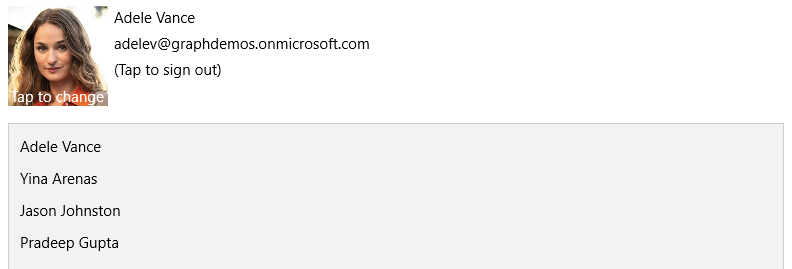 Adele Vance
adelev@graphdemos.onmicrosoft.com
(Tap to sign out)
Tap to change
Adele Vance
Yina Arenas
Jason Johnston
Pradeep Gupta